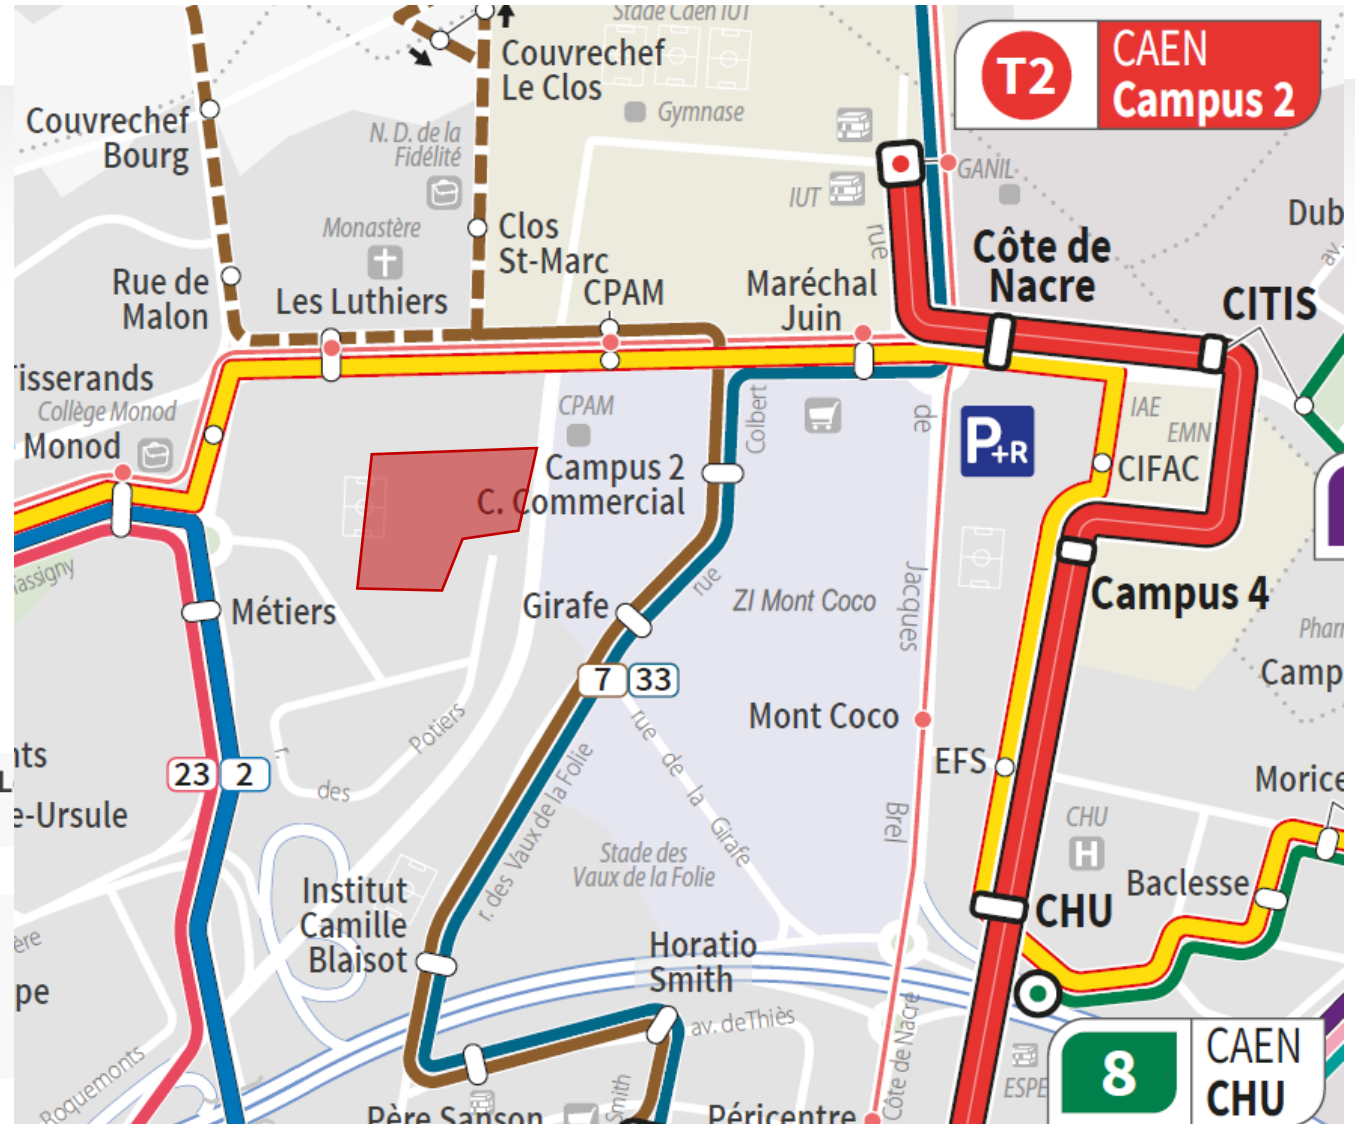 Stade Caen IUT
T2
CAEN
Campus 2
Couvrechef
Le Clos
Gymnase
Couvrechef
Bourg
N. D. de la
Fidélité
GANIL
IUT
Dub
av.
Monastère
Clos
St-Marc
rue
Côte de
Nacre
Rue de
Malon
Les Luthiers
CPAM
Maréchal
Juin
CITIS
isserands
Collège Monod
Monod
CPAM
Colbert
de
P+R
IAE
EMN
CIFAC
Campus 2
C. Commercial
assigny
Métiers
Girafe
rue
ZI Mont Coco
Jacques
Campus 4
Phar
Camp
7
33
Mont Coco
rue de la Girafe
Potiers
r.
des
nts
L
23
2
e-Ursule
EFS
Morice
r. des Vaux de la Folie
Brel
CHU
H
Stade des
Vaux de la Folie
Baclesse
Institut
Camille
Blaisot
CHU
ère
pe
Horatio
Smith
av. de Thiès
Côte de Nacre
Roquemonts
Smith
ESPE
8
CAEN
CHU
Père Sanson
Péricentre